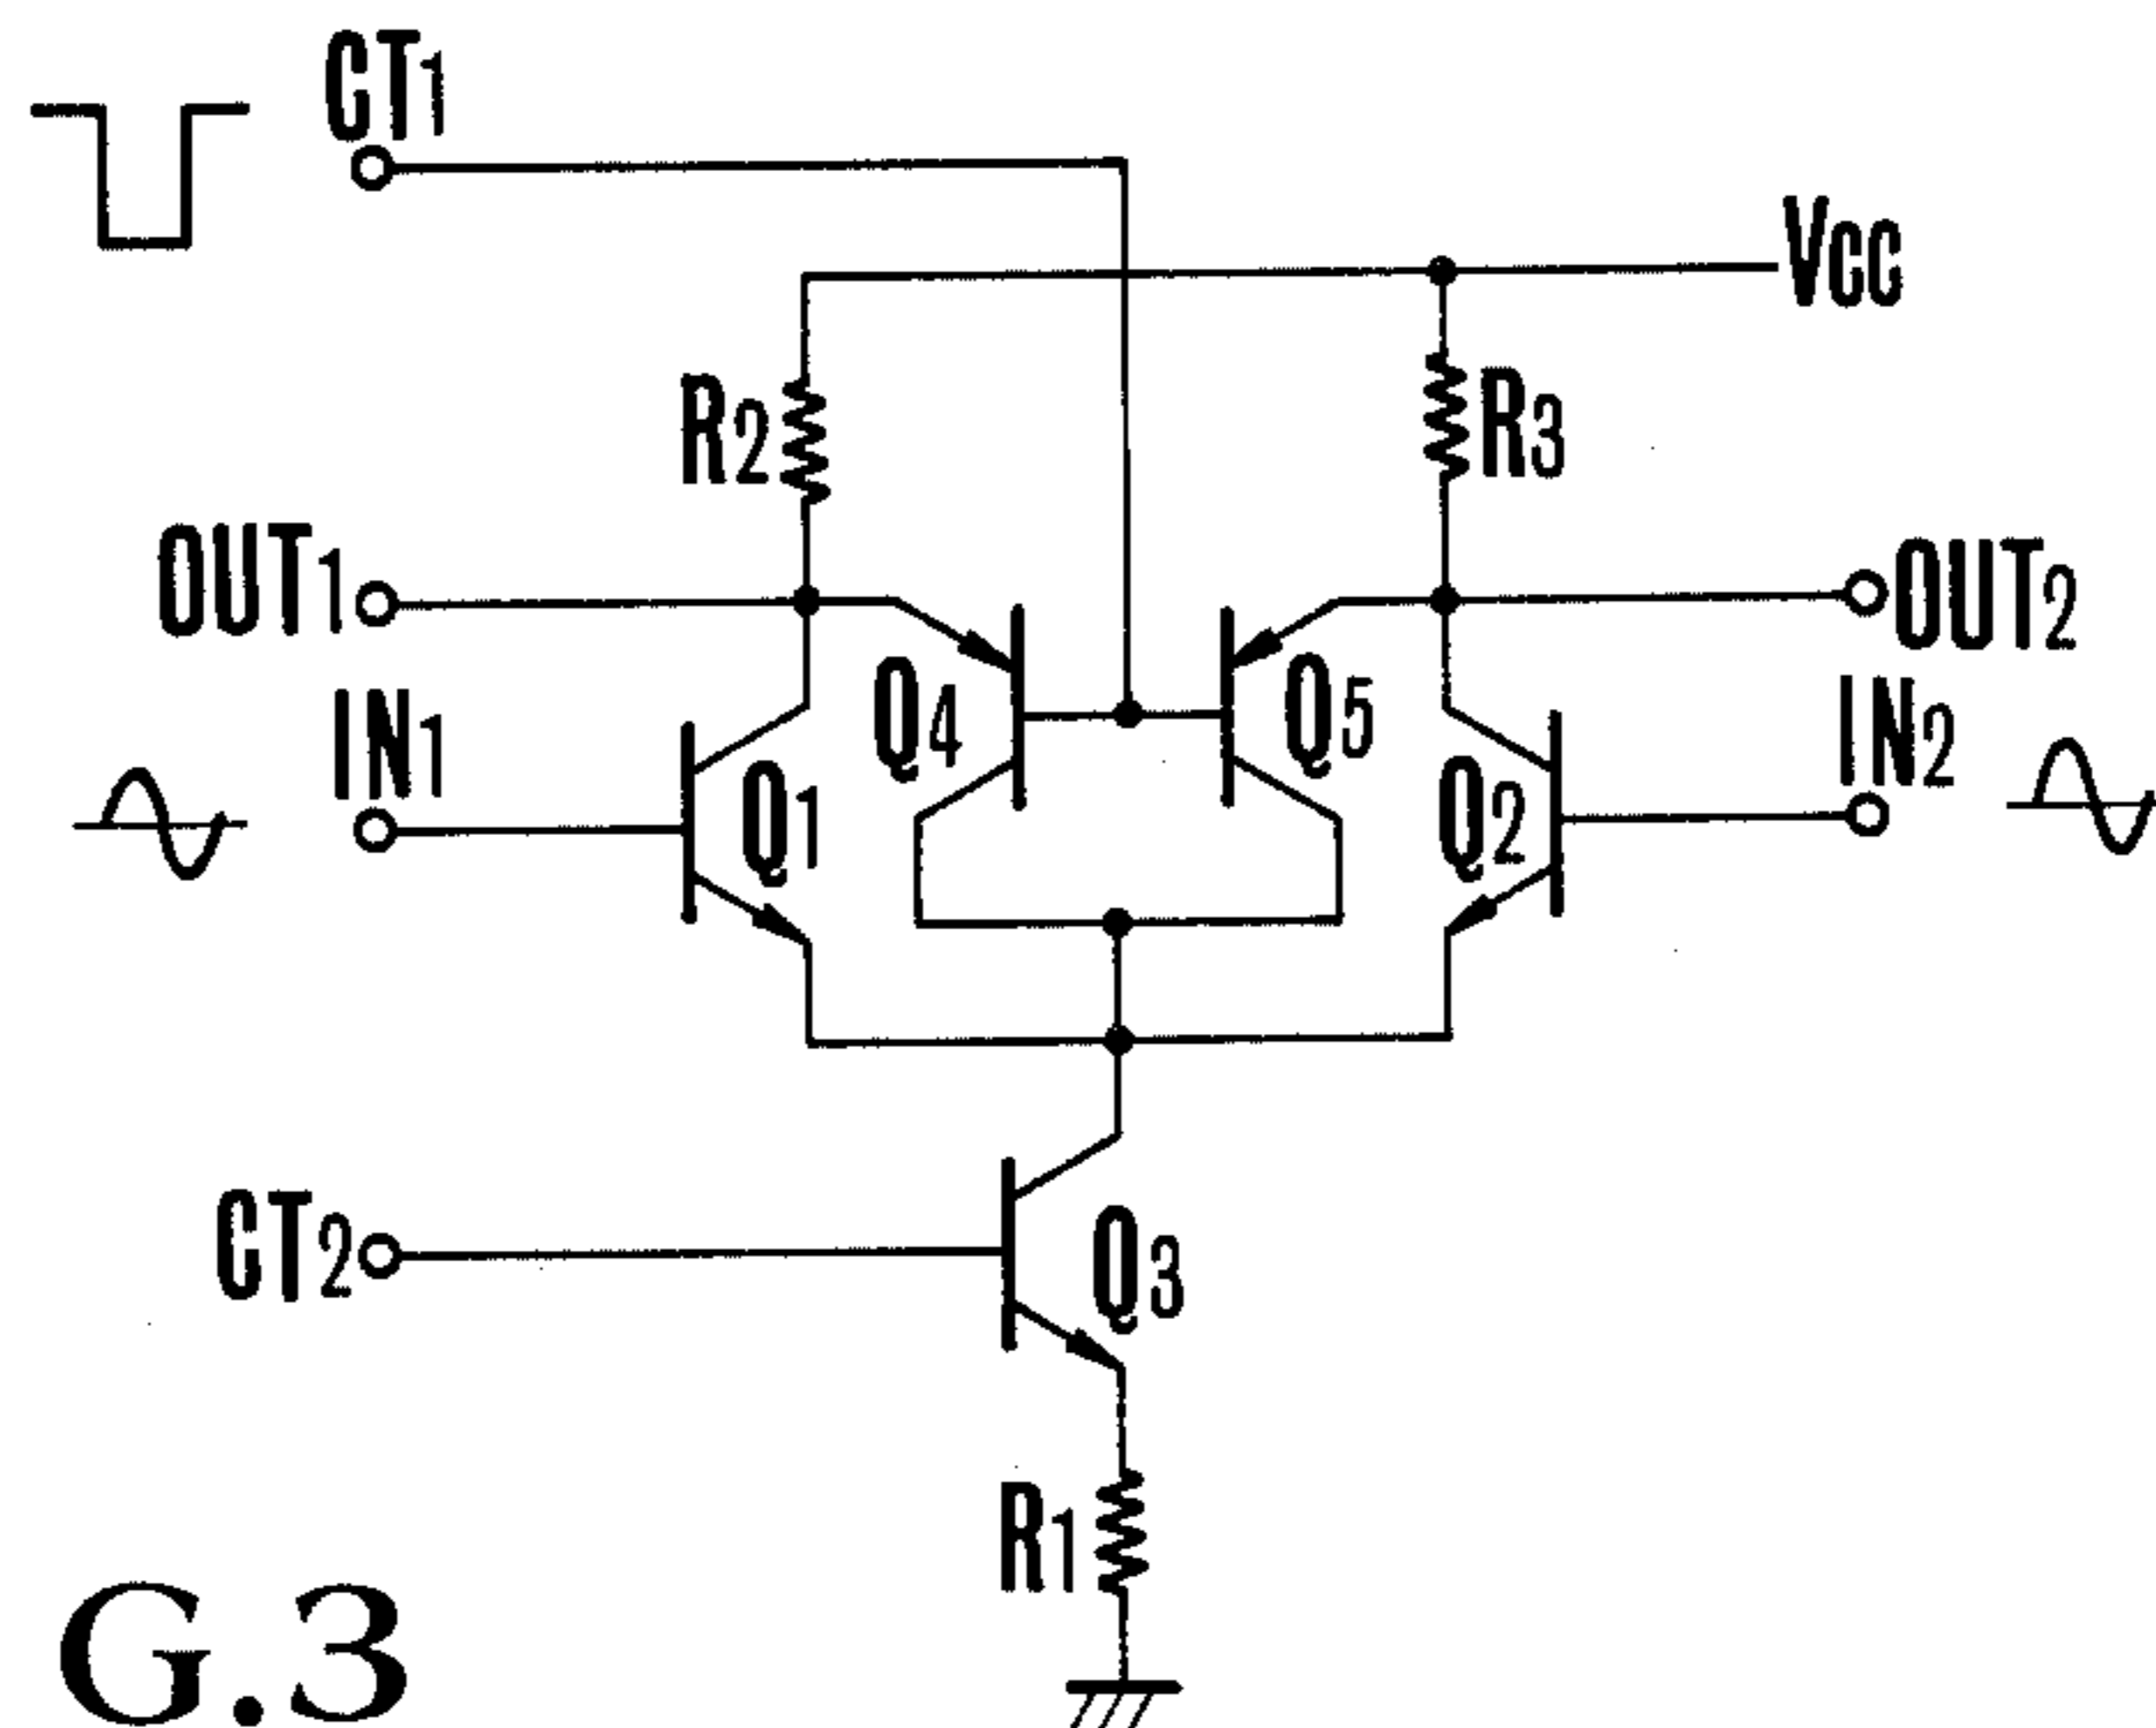 CT1
VCC
R2
R3
OUT1
OUT2
Q4
Q5
IN1
IN2
Q1
Q2
CT2
Q3
R1
G.3